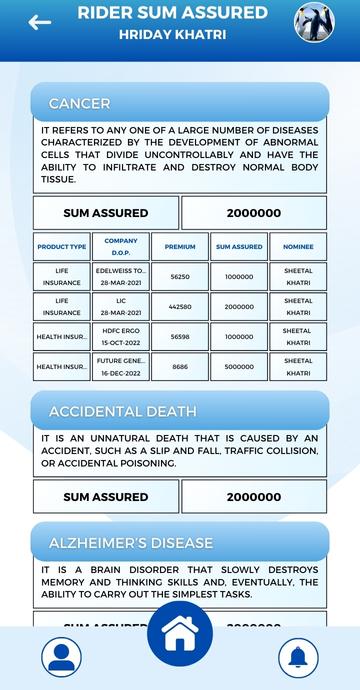 RIDER SUM ASSURED
HRIDAY KHATRI
CANCER
IT REFERS TO ANY ONE OF A LARGE NUMBER OF DISEASES
CHARACTERIZED BY THE DEVELOPMENT OF ABNORMAL
CELLS THAT DIVIDE UNCONTROLLABLY AND HAVE THE
ABILITY TO INFILTRATE AND DESTROY NORMAL BODY
TISSUE.
SUM ASSURED 2000000
PRODUCT TYPE COMPANY D.O.P. PREMIUM SUM ASSURED NOMINEE
LIFE INSURANCE EDELWEISS TO... 28-MAR-2021 56250 1000000 SHEETAL KHATRI
LIFE INSURANCE LIC 28-MAR-2021 442580 2000000 SHEETAL KHATRI
HEALTH INSUR... HDFC ERGO 15-OCT-2022 56598 1000000 SHEETAL KHATRI
HEALTH INSUR... FUTURE GENE... 16-DEC-2022 8686 5000000 SHEETAL KHATRI
ACCIDENTAL DEATH
IT IS AN UNNATURAL DEATH THAT IS CAUSED BY AN
ACCIDENT, SUCH AS A SLIP AND FALL, TRAFFIC COLLISION,
OR ACCIDENTAL POISONING.
SUM ASSURED 2000000
ALZHEIMER'S DISEASE
IT IS A BRAIN DISORDER THAT SLOWLY DESTROYS
MEMORY AND THINKING SKILLS AND, EVENTUALLY, THE
ABILITY TO CARRY OUT THE SIMPLEST TASKS.
SUM ASSURED 2000000